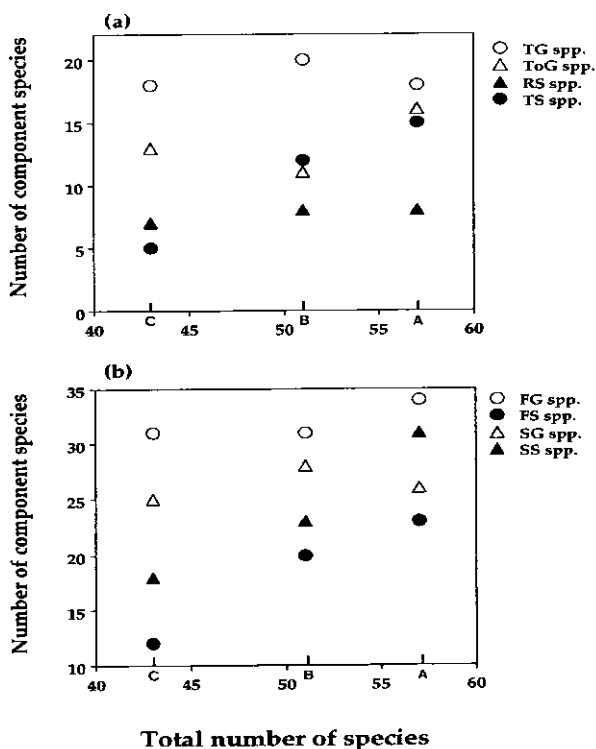 (a)
Number of component species
20
15
10
5
0
40 C 45 50 B 55 A 60
TG spp.
ToG spp.
RS spp.
TS spp.
(b)
Number of component species
35
30
25
20
15
10
40 C 45 50 B 55 A 60
FG spp.
FS spp.
SG spp.
SS spp.
Total number of species